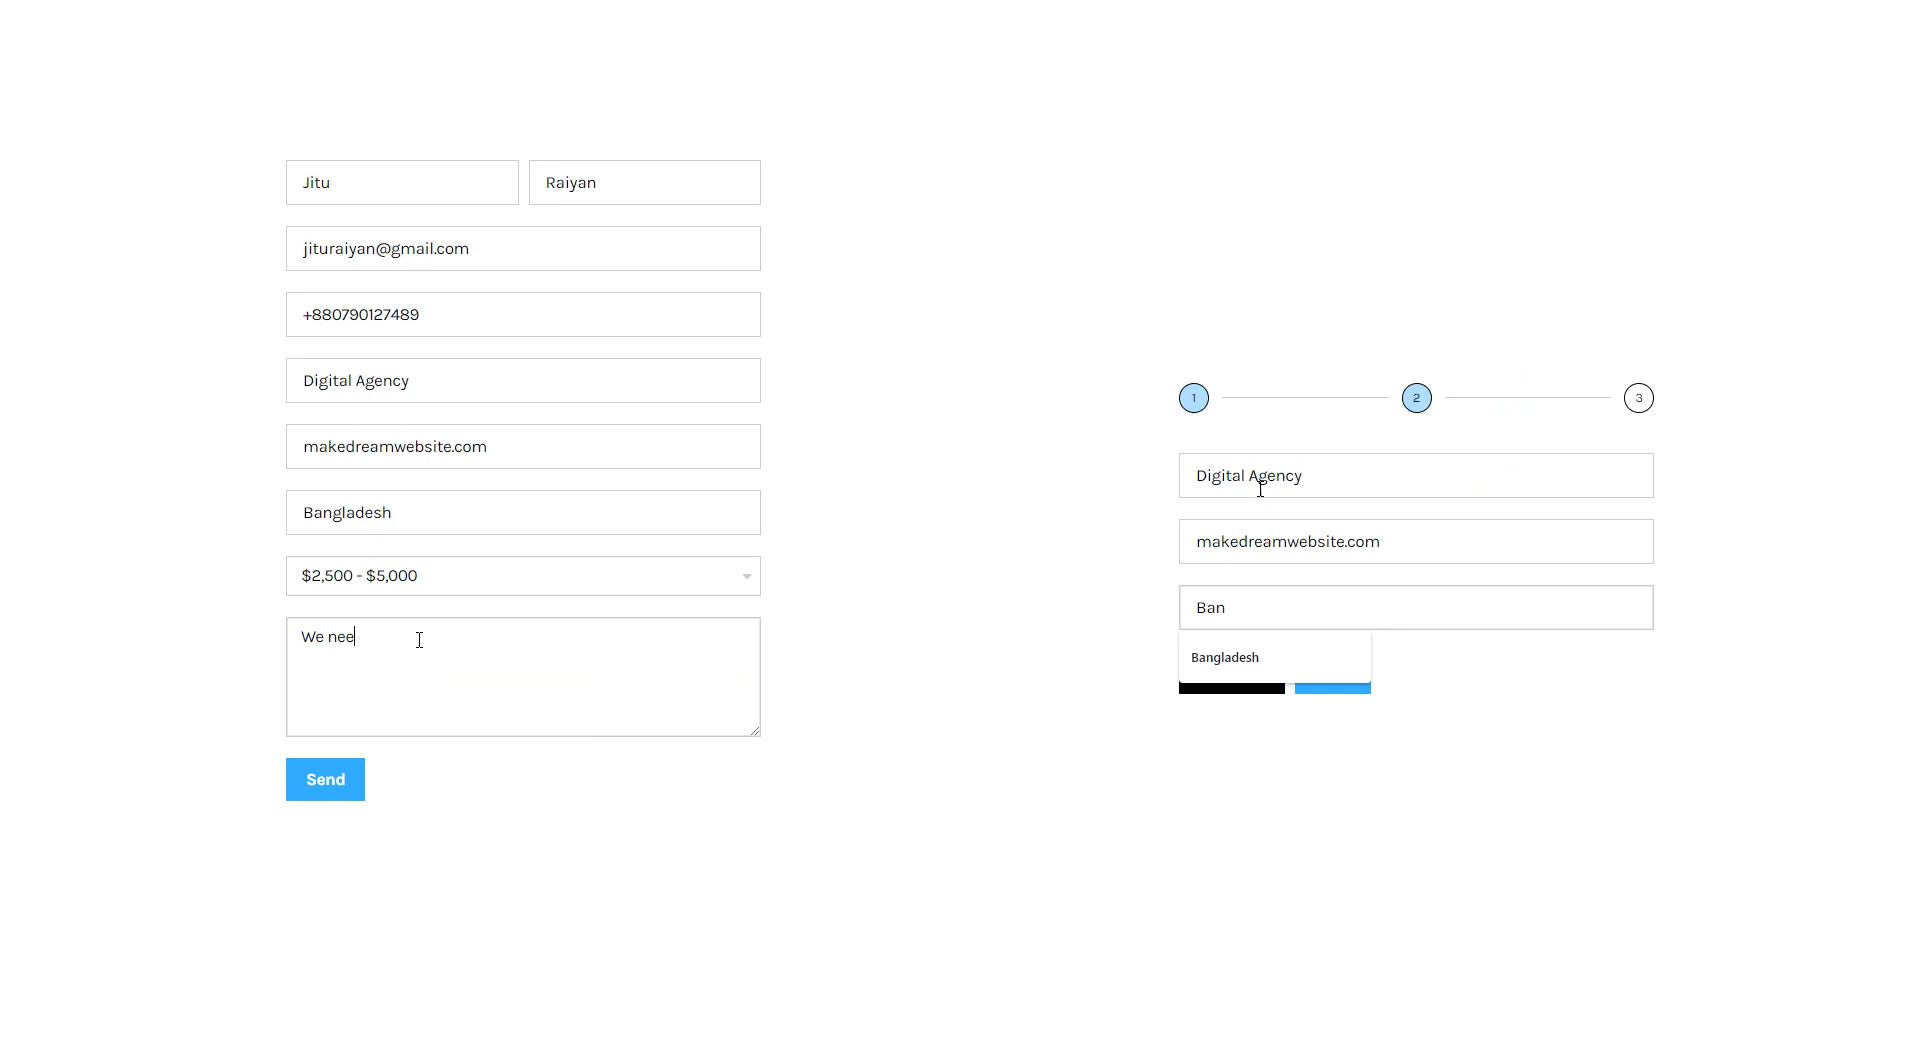 Jitu
Raiyan
jituraiyan@gmail.com
+880790127489
Digital Agency
makedreamwebsite.com
Bangladesh
$2,500 - $5,000
We nee
Send
1
2
3
Digital Agency
makedreamwebsite.com
Ban
Bangladesh